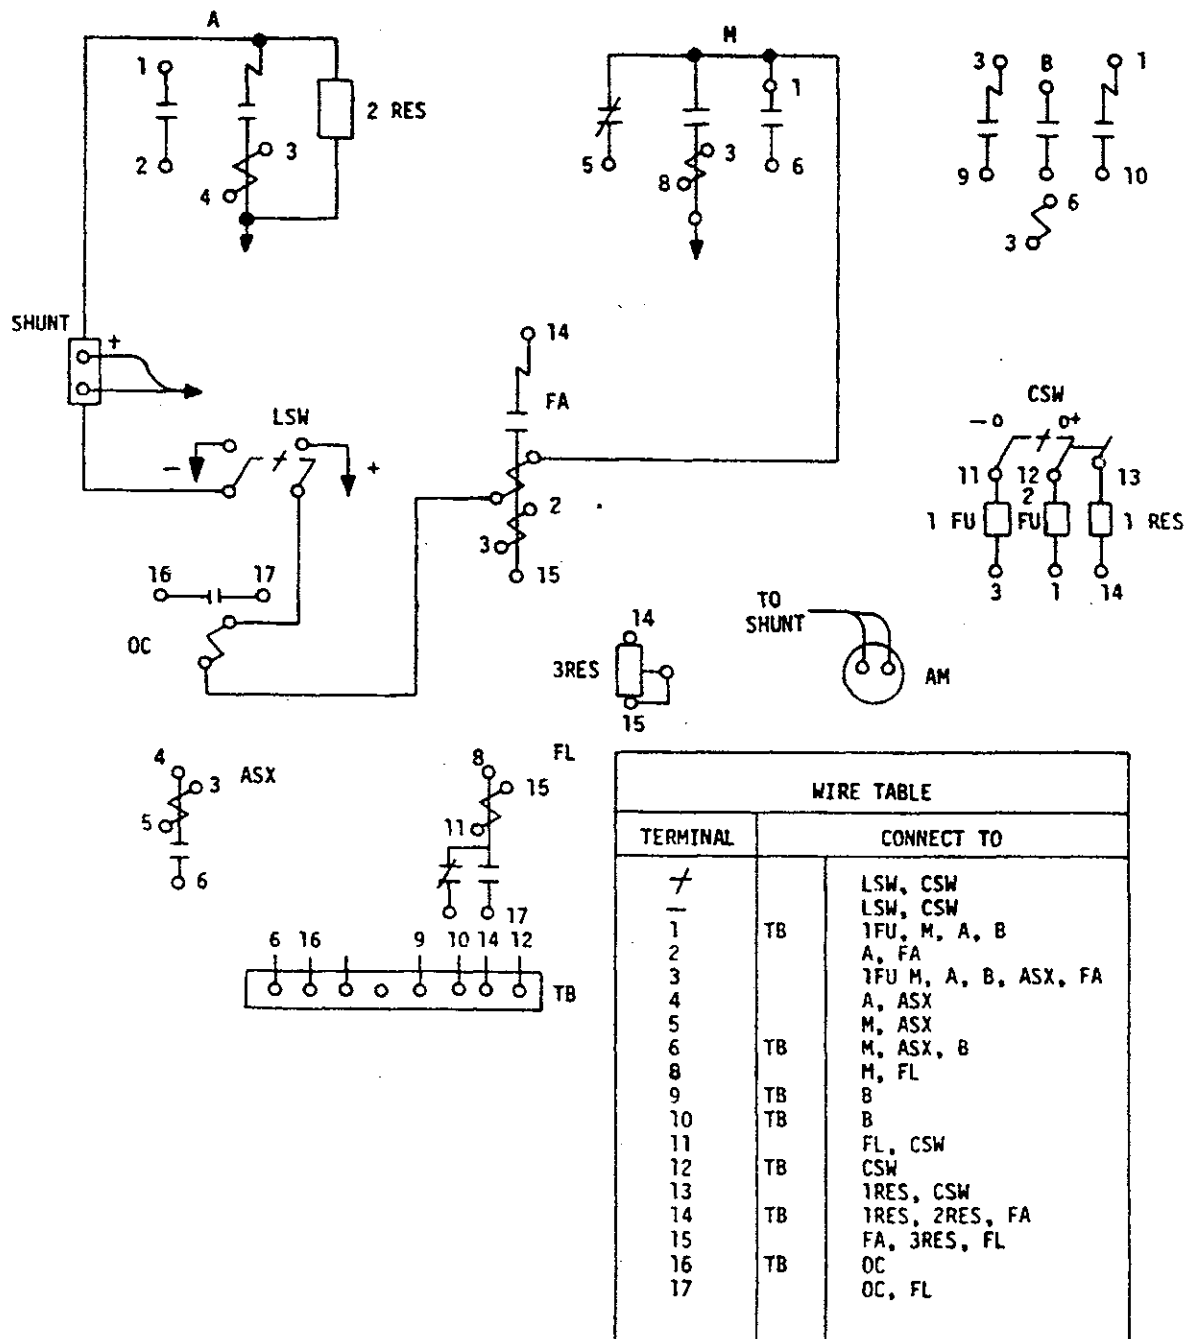 A
M
1
2
3
4
2 RES
5
8
3
1
6
3
B
1
9
10
6
3
SHUNT
+
LSW
-
+
14
FA
2
3
15
CSW
- o
o+
11
12
13
1 FU
2
FU
1 RES
3
1
14
16
17
OC
14
3RES
15
TO
SHUNT
AM
4
3
ASX
5
6
8
FL
15
11
17
6 16 9 10 14 12
TB
WIRE TABLE
TERMINAL CONNECT TO
+ LSW, CSW
- LSW, CSW
1 TB 1FU, M, A, B
2 A, FA
3 1FU M, A, B, ASX, FA
4 A, ASX
5 M, ASX
6 TB M, ASX, B
8 M, FL
9 TB B
10 TB B
11 FL, CSW
12 TB CSW
13 1RES, CSW
14 TB 1RES, 2RES, FA
15 FA, 3RES, FL
16 TB OC
17 OC, FL